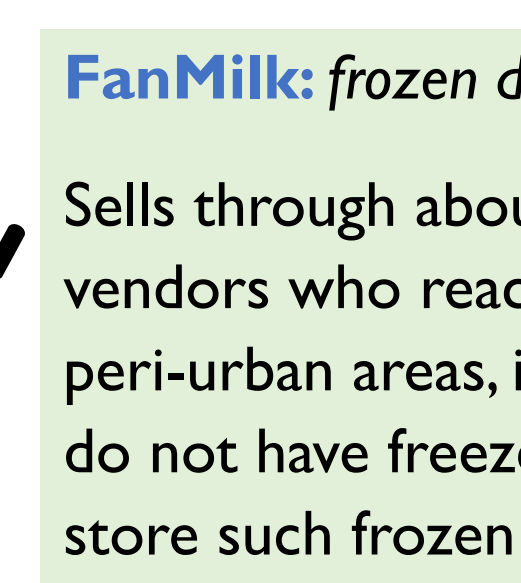 FanMilk: frozen
Sells through
vendors who
peri-urban areas,
do not have
store such frozen